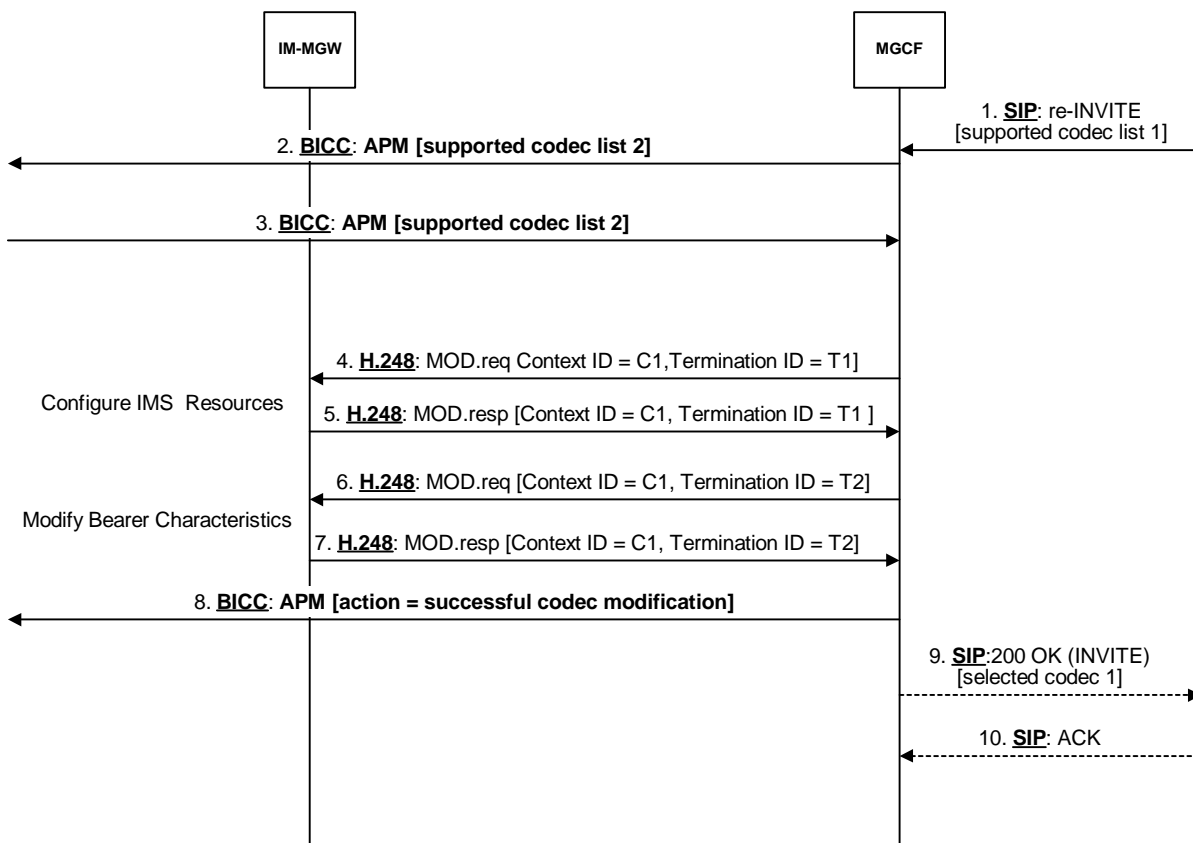 IM-MGW
MGCF
1. SIP: re-INVITE
[supported codec list 1]
2. BICC: APM [supported codec list 2]
3. BICC: APM [supported codec list 2]
4. H.248: MOD.req Context ID = C1,Termination ID = T1]
Configure IMS  Resources
5. H.248: MOD.resp [Context ID = C1, Termination ID = T1 ]
6. H.248: MOD.req [Context ID = C1, Termination ID = T2]
Modify Bearer Characteristics
7. H.248: MOD.resp [Context ID = C1, Termination ID = T2]
8. BICC: APM [action = successful codec modification]
9. SIP:200 OK (INVITE)
[selected codec 1]
10. SIP: ACK